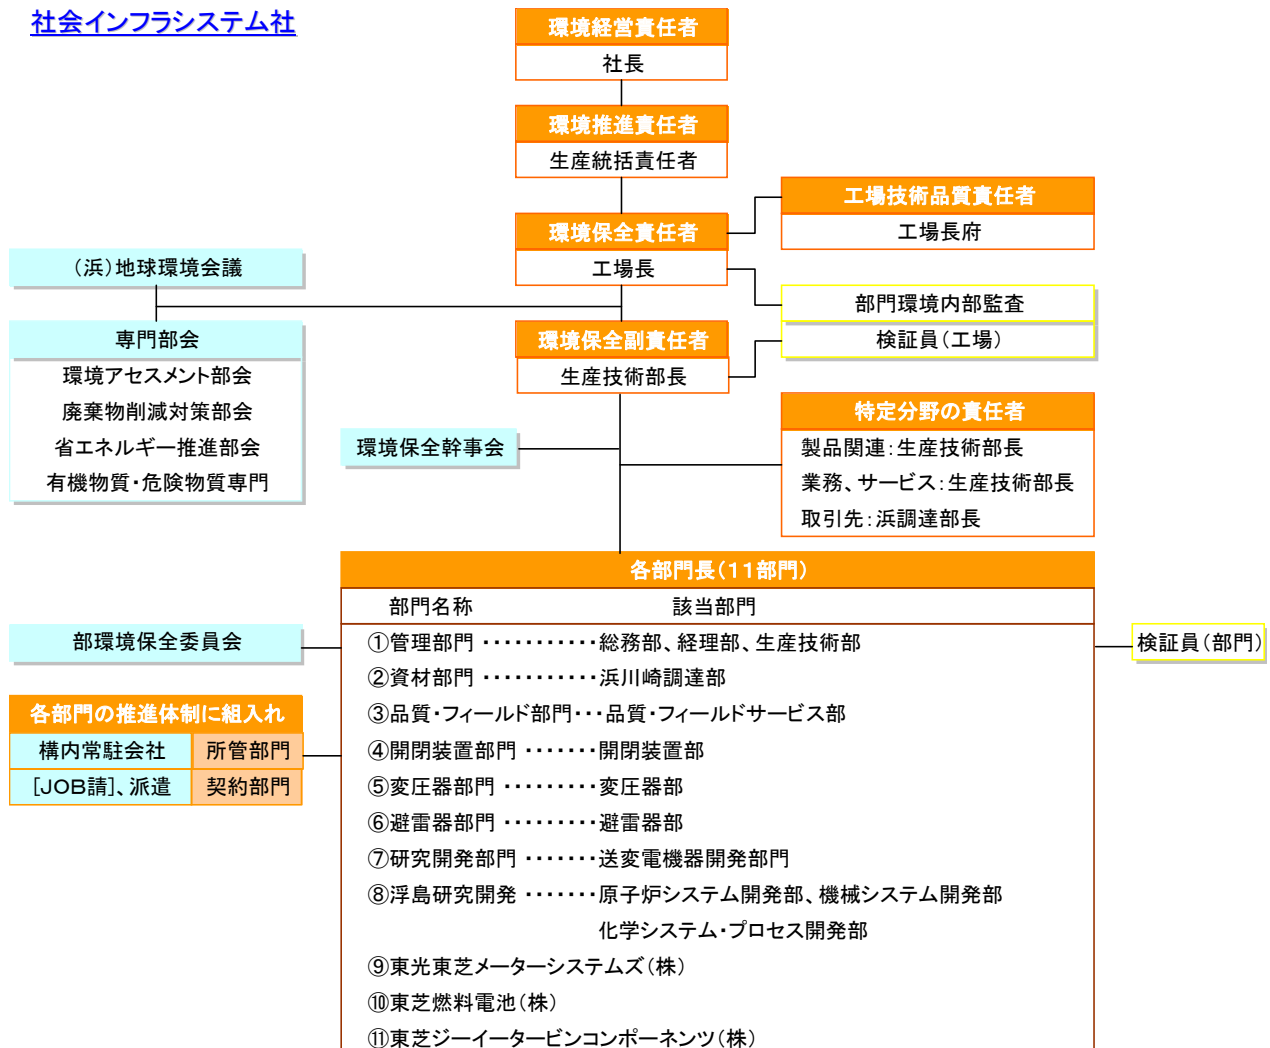 社会インフラシステム社
環境経営責任者
社長
環境推進責任者
生産統括責任者
環境保全責任者
工場長
工場技術品質責任者
工場長府
(浜)地球環境会議
部門環境内部監査
検証員(工場)
専門部会
環境アセスメント部会
廃棄物削減対策部会
省エネルギー推進部会
有機物質・危険物質専門
環境保全副責任者
生産技術部長
環境保全幹事会
特定分野の責任者
製品関連:生産技術部長
業務、サービス:生産技術部長
取引先:浜調達部長
各部門長(11部門)
部門名称 該当部門
①管理部門 ・・・・・・・・・・・総務部、経理部、生産技術部
②資材部門 ・・・・・・・・・・・浜川崎調達部
③品質・フィールド部門・・・品質・フィールドサービス部
④開閉装置部門 ・・・・・・・開閉装置部
⑤変圧器部門 ・・・・・・・・・変圧器部
⑥避雷器部門 ・・・・・・・・・避雷器部
⑦研究開発部門 ・・・・・・・送変電機器開発部門
⑧浮島研究開発 ・・・・・・・原子炉システム開発部、機械システム開発部
化学システム・プロセス開発部
⑨東光東芝メーターシステムズ(株)
⑩東芝燃料電池(株)
⑪東芝ジーイータービンコンポーネンツ(株)
部環境保全委員会
検証員(部門)
各部門の推進体制に組入れ
構内常駐会社 所管部門
[JOB請]、派遣 契約部門